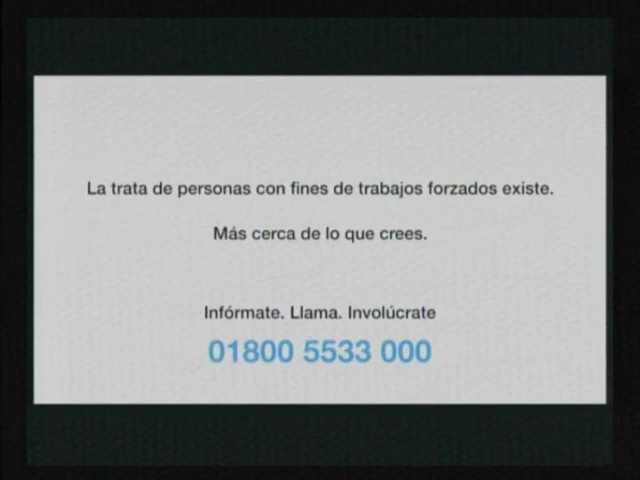 La trata de personas con fines de trabajos forzados existe.
Más cerca de lo que crees.
Infórmate. Llama. Involúcrate
01800 5533 000